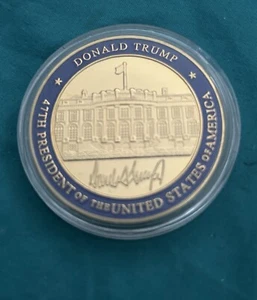 DONALD TRUMP
47TH PRESIDENT OF THE UNITED STATES OF AMERICA